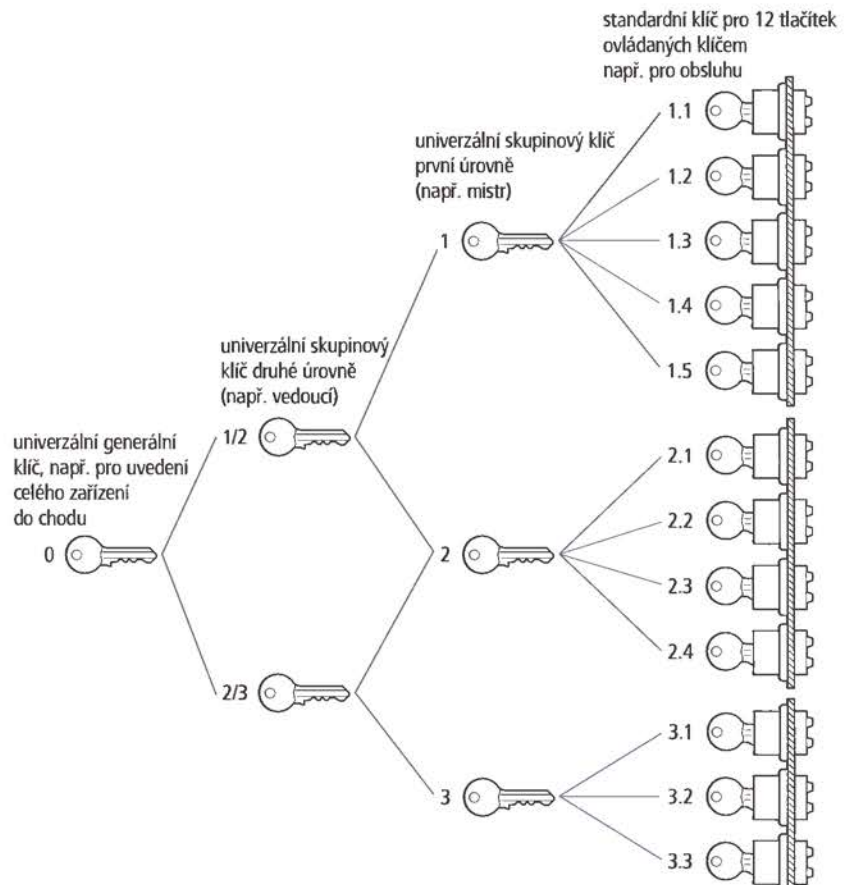 standardní klíč pro 12 tlačítek
ovládaných klíčem
např. pro obsluhu
1.1
univerzální skupinový klíč
první úrovně
(např. mistr)
1.2
1
1.3
1.4
1.5
univerzální skupinový
klíč druhé úrovně
(např. vedoucí)
1/2
univerzální generální
klíč, např. pro uvedení
celého zařízení
do chodu
0
2.1
2.2
2
2.3
2.4
2/3
3.1
3
3.2
3.3